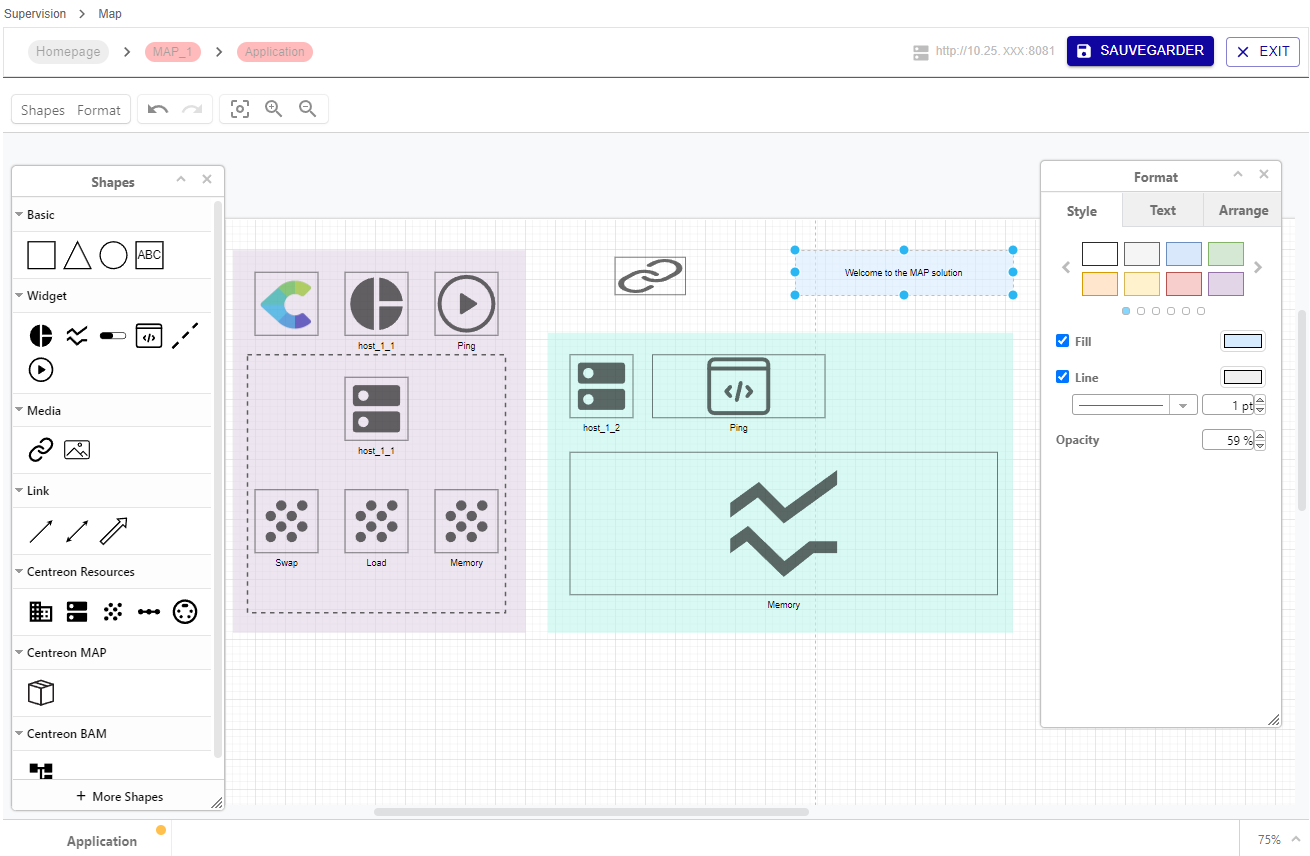 Supervision > Map
Homepage > MAP_1 > Application
http://10.25. XXX:8081
SAUVEGARDER
EXIT
Shapes Format
Shapes
Basic
ABC
Widget
Media
Link
Centreon Resources
Centreon MAP
Centreon BAM
+ More Shapes
host_1_1
Ping
host_1_1
Swap
Load
Memory
Welcome to the MAP solution
host_1_2
Ping
Memory
Format
Style
Text
Arrange
Fill
Line
1 pt
Opacity
59 %
Application
75%